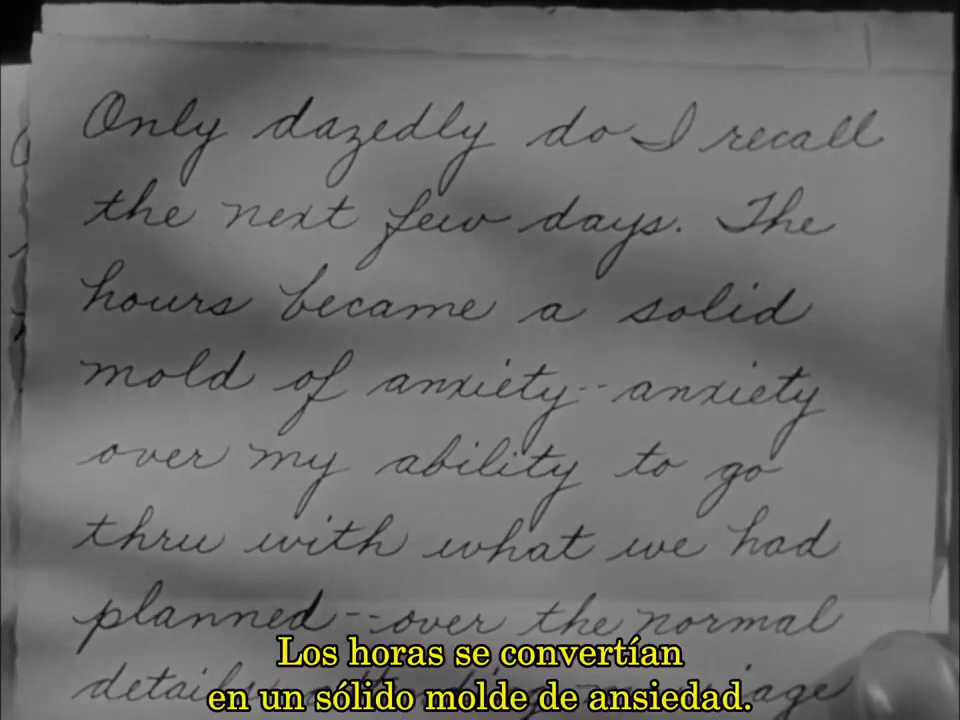 Only dazedly do I recall
the next few days. The
hours became a solid
mold of anxiety--anxiety
over my ability to go
thru with what we had
planned--over the normal
Los horas se convertían
en un sólido molde de ansiedad.